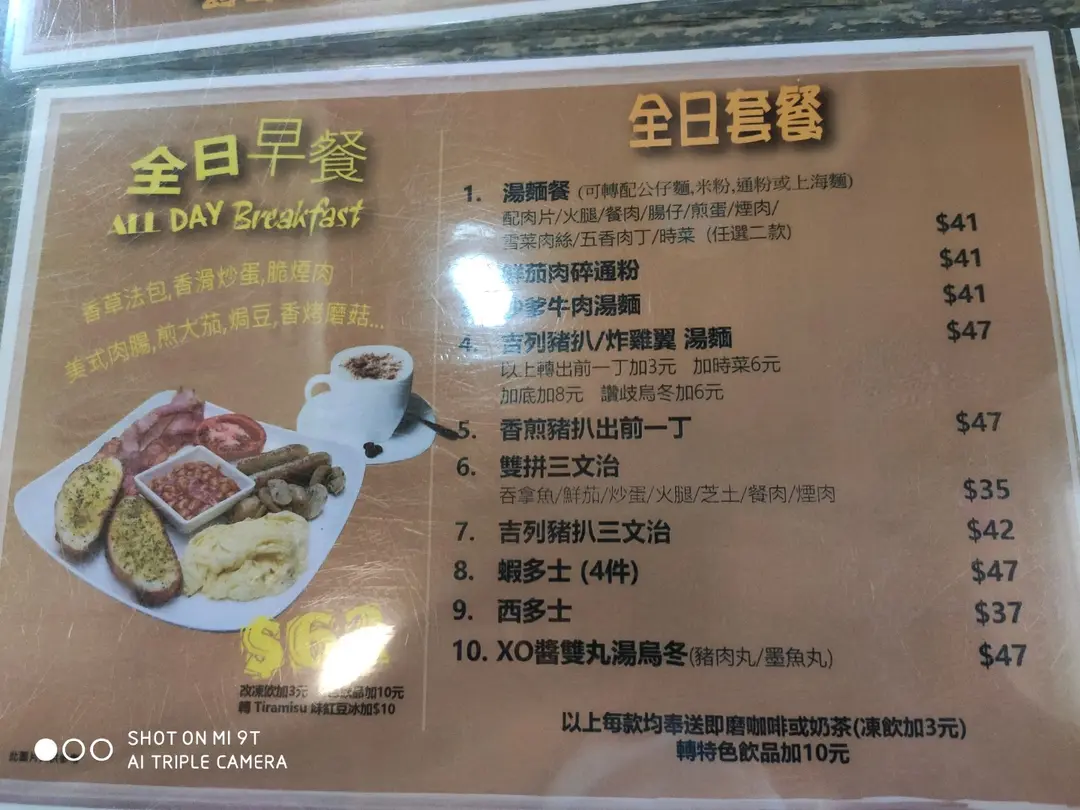 全日早餐
ALL DAY Breakfast
香草法包,香滑炒蛋,脆煙肉
美式肉腸,煎大茄,焗豆,香烤磨菇...
改凍飲加3元 飲品加10元
轉 Tiramisu 紅豆冰加$10
全日套餐
1. 湯麵餐 (可轉配公仔麵,米粉,通粉或上海麵)
配肉片/火腿/餐肉/腸仔/煎蛋/煙肉/
雪菜肉絲/五香肉丁/時菜 (任選二款) $41
鮮茄肉碎通粉 $41
爹牛肉湯麵 $41
4. 吉列豬扒/炸雞翼 湯麵 $47
以上轉出前一丁加3元 加時菜6元
加底加8元 讚歧烏冬加6元
5. 香煎豬扒出前一丁 $47
6. 雙拼三文治
吞拿魚/鮮茄/炒蛋/火腿/芝士/餐肉/煙肉 $35
7. 吉列豬扒三文治 $42
8. 蝦多士 (4件) $47
9. 西多士 $37
10. XO醬雙丸湯烏冬(豬肉丸/墨魚丸) $47
以上每款均奉送即磨咖啡或奶茶(凍飲加3元)
轉特色飲品加10元
SHOT ON MI 9T
AI TRIPLE CAMERA